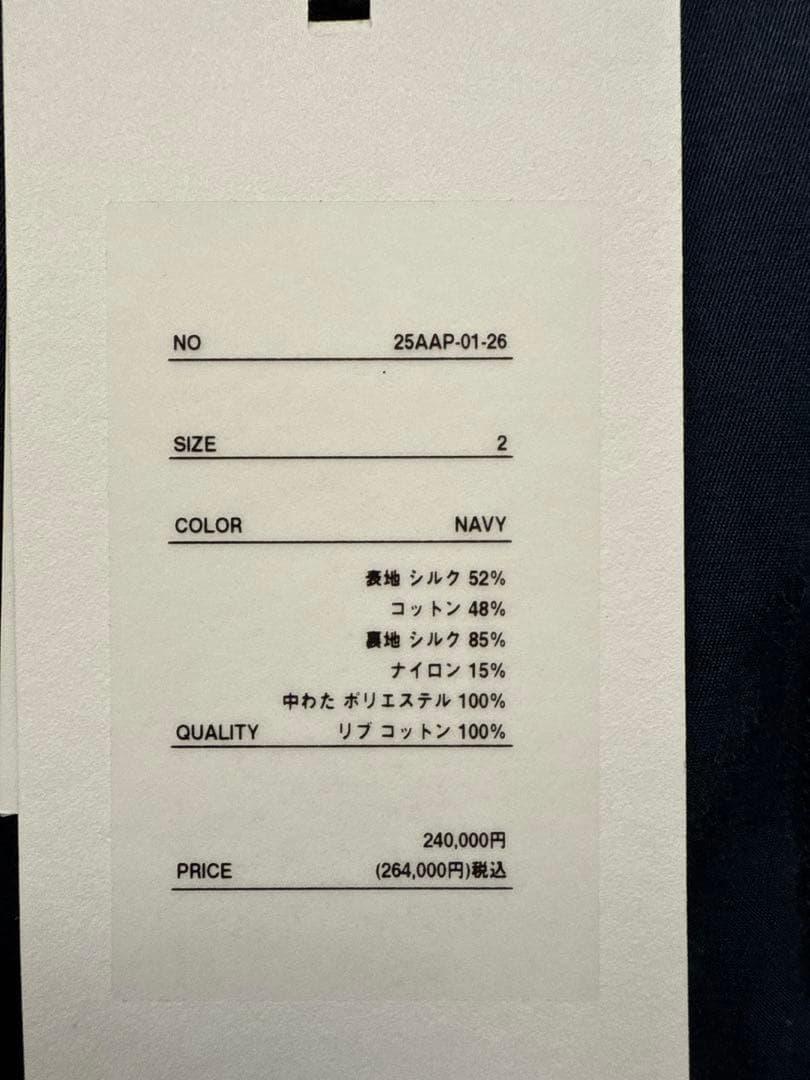 NO 25AAP-01-26
SIZE 2
COLOR NAVY
表地 シルク 52%
コットン 48%
裏地 シルク 85%
ナイロン 15%
中わた ポリエステル 100%
QUALITY リブ コットン 100%
240,000円
PRICE (264,000円)税込